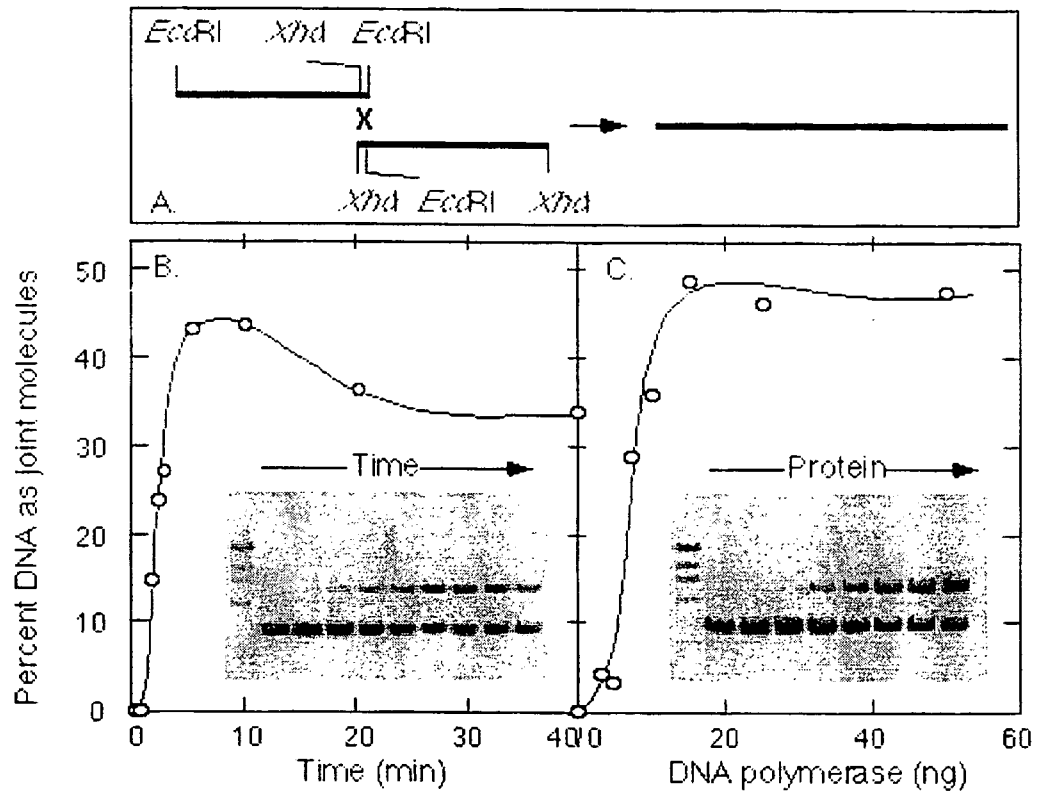 EcoRI XhoI EcoRI
X
A.
XhoI EcoRI XhoI
Percent DNA as joint molecules
B.
50
40
30
20
10
0
Time
0 10 20 30 40/0
Time (min)
C.
Protein
20 40 60
DNA polymerase (ng)